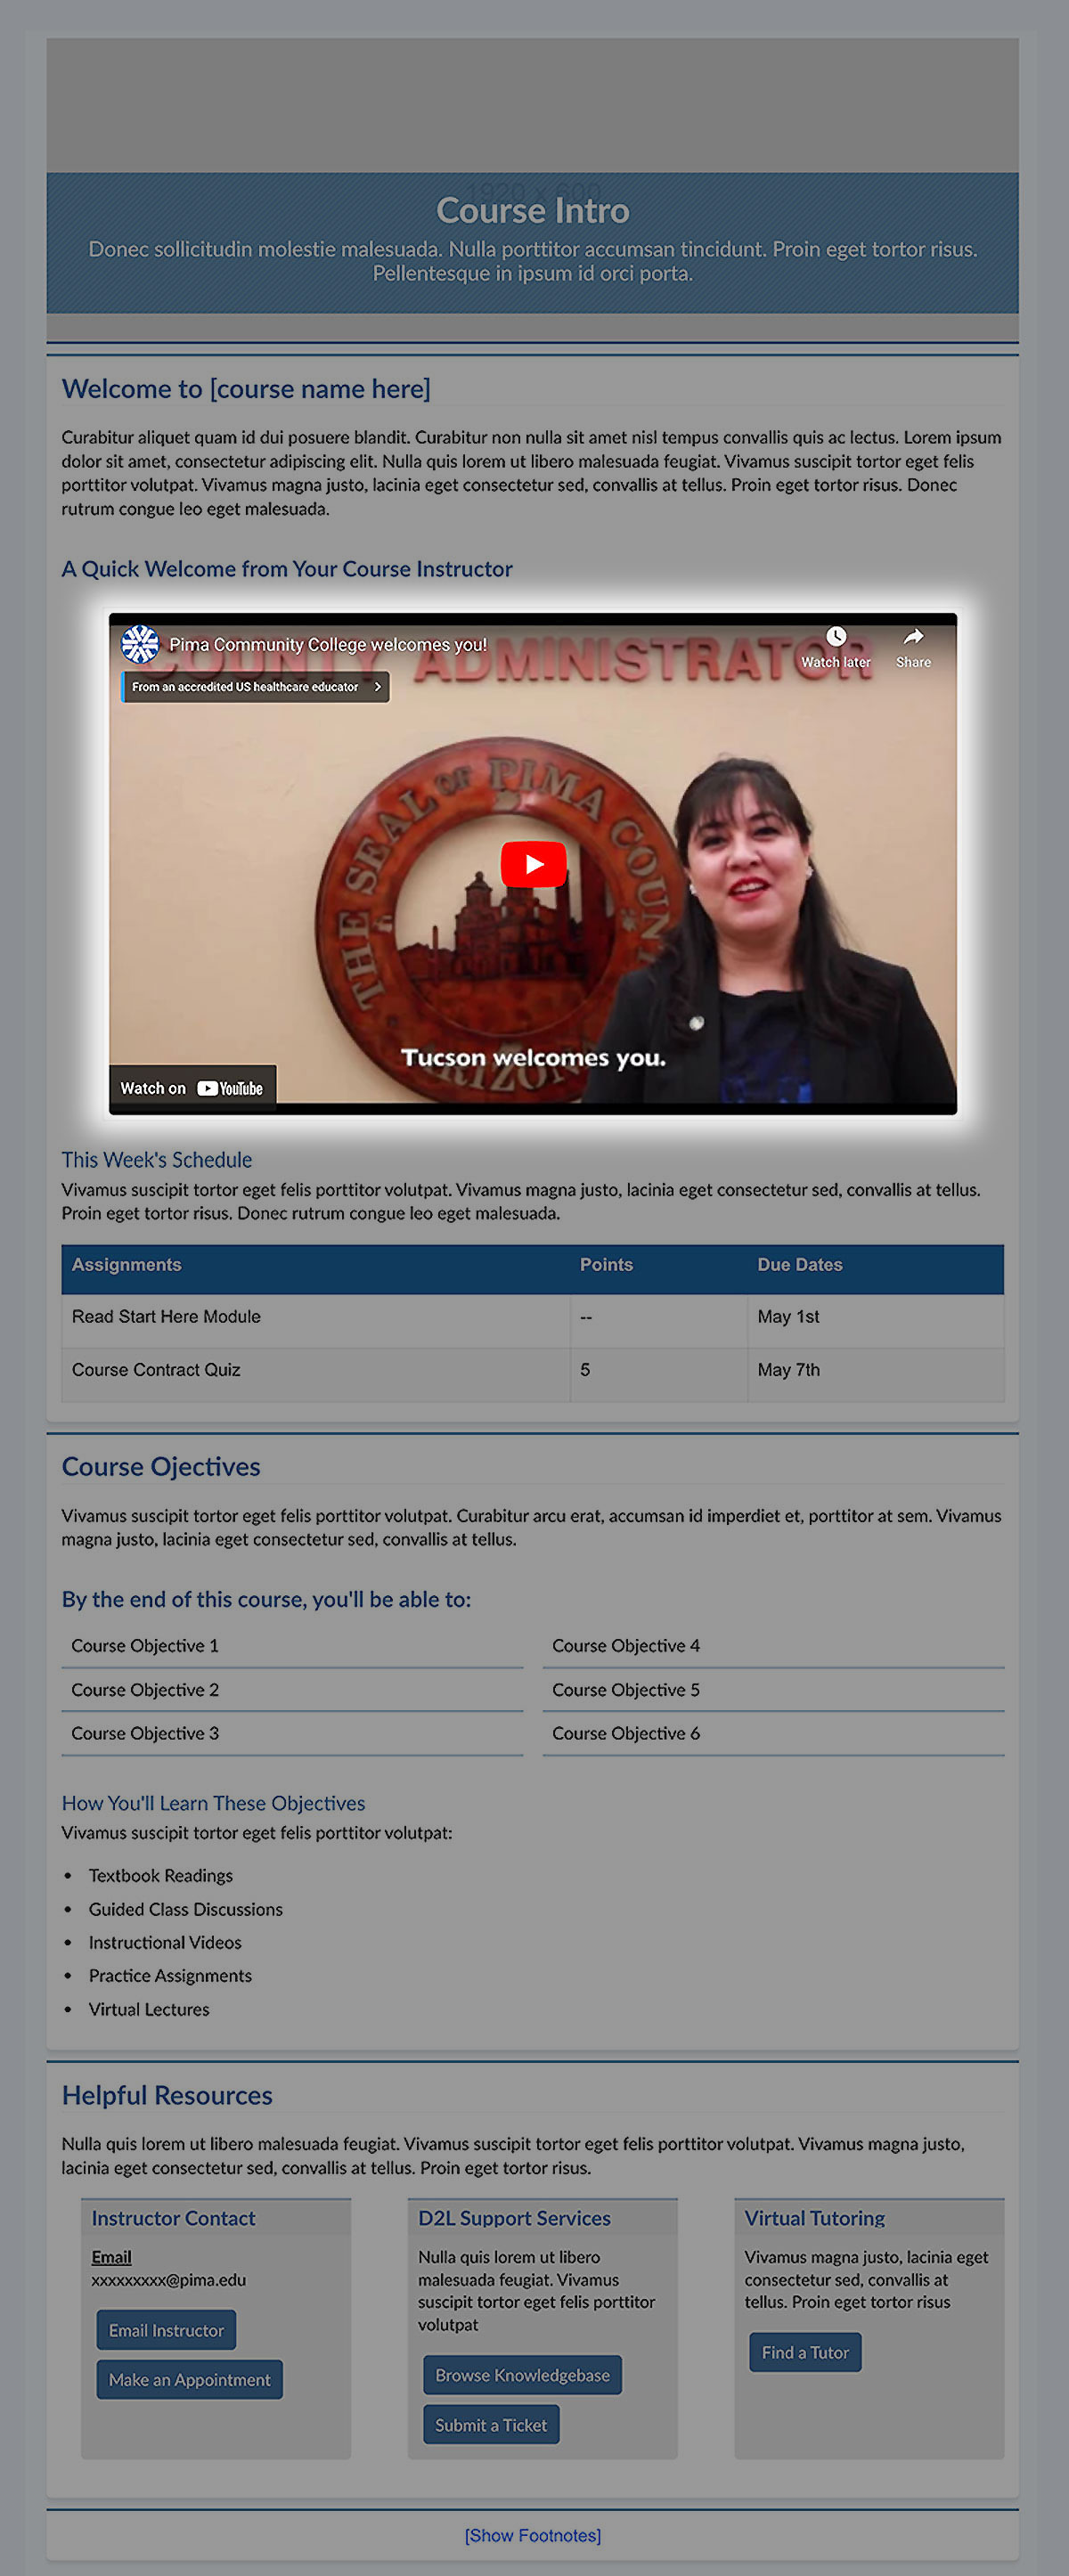 1920 x 600
Course Intro
Donec sollicitudin molestie malesuada. Nulla porttitor accumsan tincidunt. Proin eget tortor risus.
Pellentesque in ipsum id orci porta.
Welcome to [course name here]
Curabitur aliquet quam id dui posuere blandit. Curabitur non nulla sit amet nisl tempus convallis quis ac lectus. Lorem ipsum
dolor sit amet, consectetur adipiscing elit. Nulla quis lorem ut libero malesuada feugiat. Vivamus suscipit tortor eget felis
porttitor volutpat. Vivamus magna justo, lacinia eget consectetur sed, convallis at tellus. Proin eget tortor risus. Donec
rutrum congue leo eget malesuada.
A Quick Welcome from Your Course Instructor
COUNTY ADMINISTRATOR
Pima Community College welcomes you!
Watch later
Share
From an accredited US healthcare educator
THE SEAL OF PIMA COUN
RIZON
Tucson welcomes you.
Watch on YouTube
This Week's Schedule
Vivamus suscipit tortor eget felis porttitor volutpat. Vivamus magna justo, lacinia eget consectetur sed, convallis at tellus.
Proin eget tortor risus. Donec rutrum congue leo eget malesuada.
Assignments Points Due Dates
Read Start Here Module -- May 1st
Course Contract Quiz 5 May 7th
Course Ojectives
Vivamus suscipit tortor eget felis porttitor volutpat. Curabitur arcu erat, accumsan id imperdiet et, porttitor at sem. Vivamus
magna justo, lacinia eget consectetur sed, convallis at tellus.
By the end of this course, you'll be able to:
Course Objective 1
Course Objective 2
Course Objective 3
Course Objective 4
Course Objective 5
Course Objective 6
How You'll Learn These Objectives
Vivamus suscipit tortor eget felis porttitor volutpat:
• Textbook Readings
• Guided Class Discussions
• Instructional Videos
• Practice Assignments
• Virtual Lectures
Helpful Resources
Nulla quis lorem ut libero malesuada feugiat. Vivamus suscipit tortor eget felis porttitor volutpat. Vivamus magna justo,
lacinia eget consectetur sed, convallis at tellus. Proin eget tortor risus.
Instructor Contact
Email
xxxxxxxxx@pima.edu
Email Instructor
Make an Appointment
D2L Support Services
Nulla quis lorem ut libero
malesuada feugiat. Vivamus
suscipit tortor eget felis porttitor
volutpat
Browse Knowledgebase
Submit a Ticket
Virtual Tutoring
Vivamus magna justo, lacinia eget
consectetur sed, convallis at
tellus. Proin eget tortor risus
Find a Tutor
[Show Footnotes]